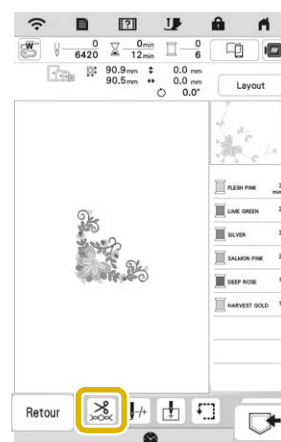 W
0
6420
0min
12min
0
6
90.9mm
90.5mm
0.0 mm
0.0 mm
0.0°
Layout
FLESH PINK
LIME GREEN
SILVER
SALMON PINK
DEEP ROSE
HARVEST GOLD
Retour
-/+